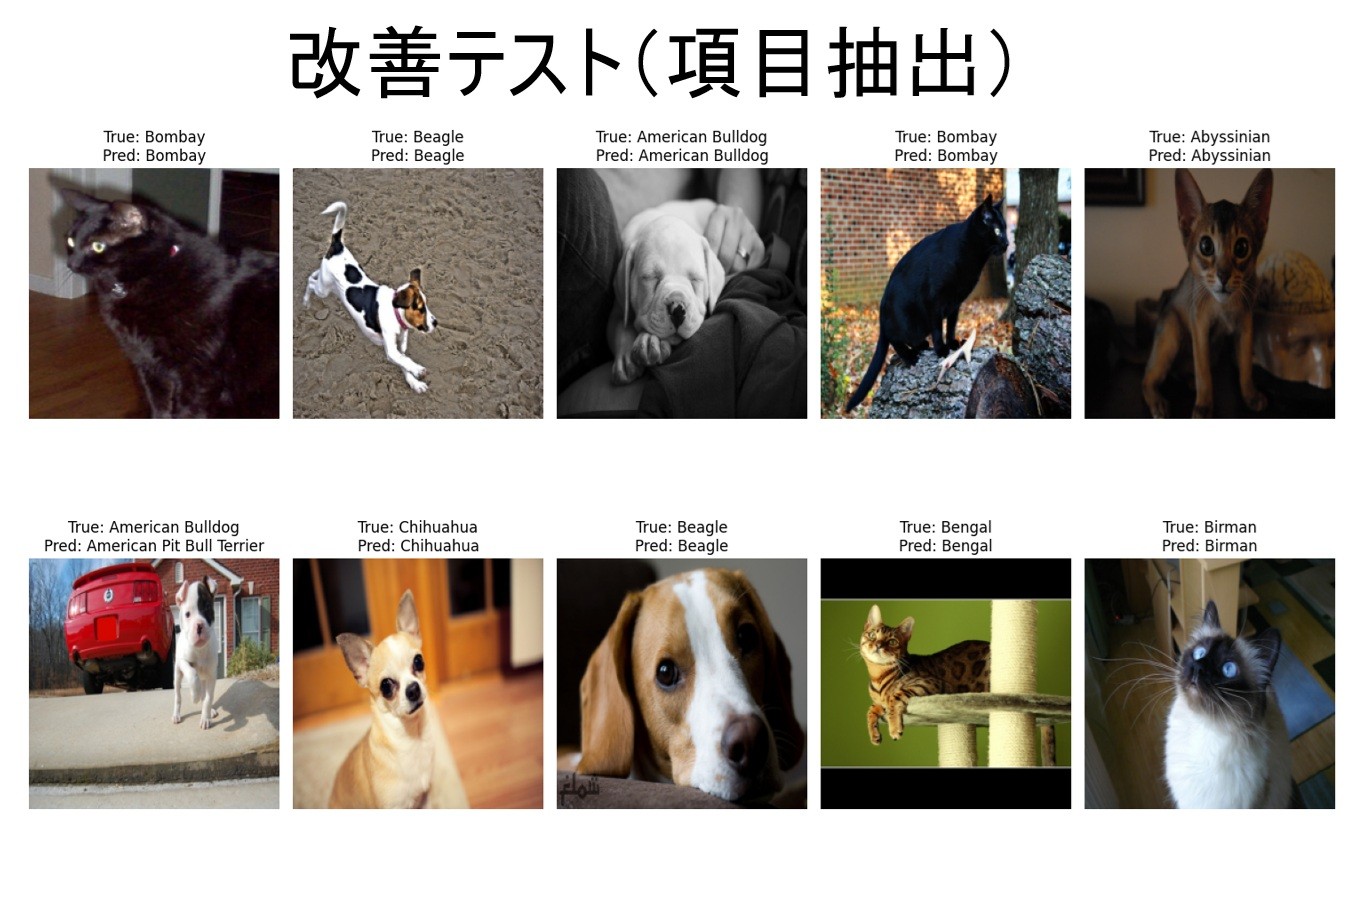 改善テスト（項目抽出）
True: Bombay
Pred: Bombay
True: Beagle
Pred: Beagle
True: American Bulldog
Pred: American Bulldog
True: Bombay
Pred: Bombay
True: Abyssinian
Pred: Abyssinian
True: American Bulldog
Pred: American Pit Bull Terrier
True: Chihuahua
Pred: Chihuahua
True: Beagle
Pred: Beagle
True: Bengal
Pred: Bengal
True: Birman
Pred: Birman